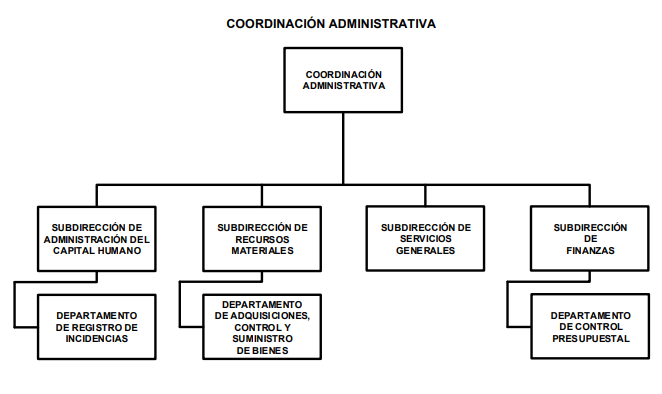 COORDINACIÓN ADMINISTRATIVA
COORDINACIÓN
ADMINISTRATIVA
SUBDIRECCIÓN DE
ADMINISTRACIÓN DEL
CAPITAL HUMANO
SUBDIRECCIÓN DE
RECURSOS
MATERIALES
SUBDIRECCIÓN DE
SERVICIOS
GENERALES
SUBDIRECCIÓN
DE
FINANZAS
DEPARTAMENTO
DE REGISTRO DE
INCIDENCIAS
DEPARTAMENTO
DE ADQUISICIONES,
CONTROL Y
SUMINISTRO
DE BIENES
DEPARTAMENTO
DE CONTROL
PRESUPUESTAL